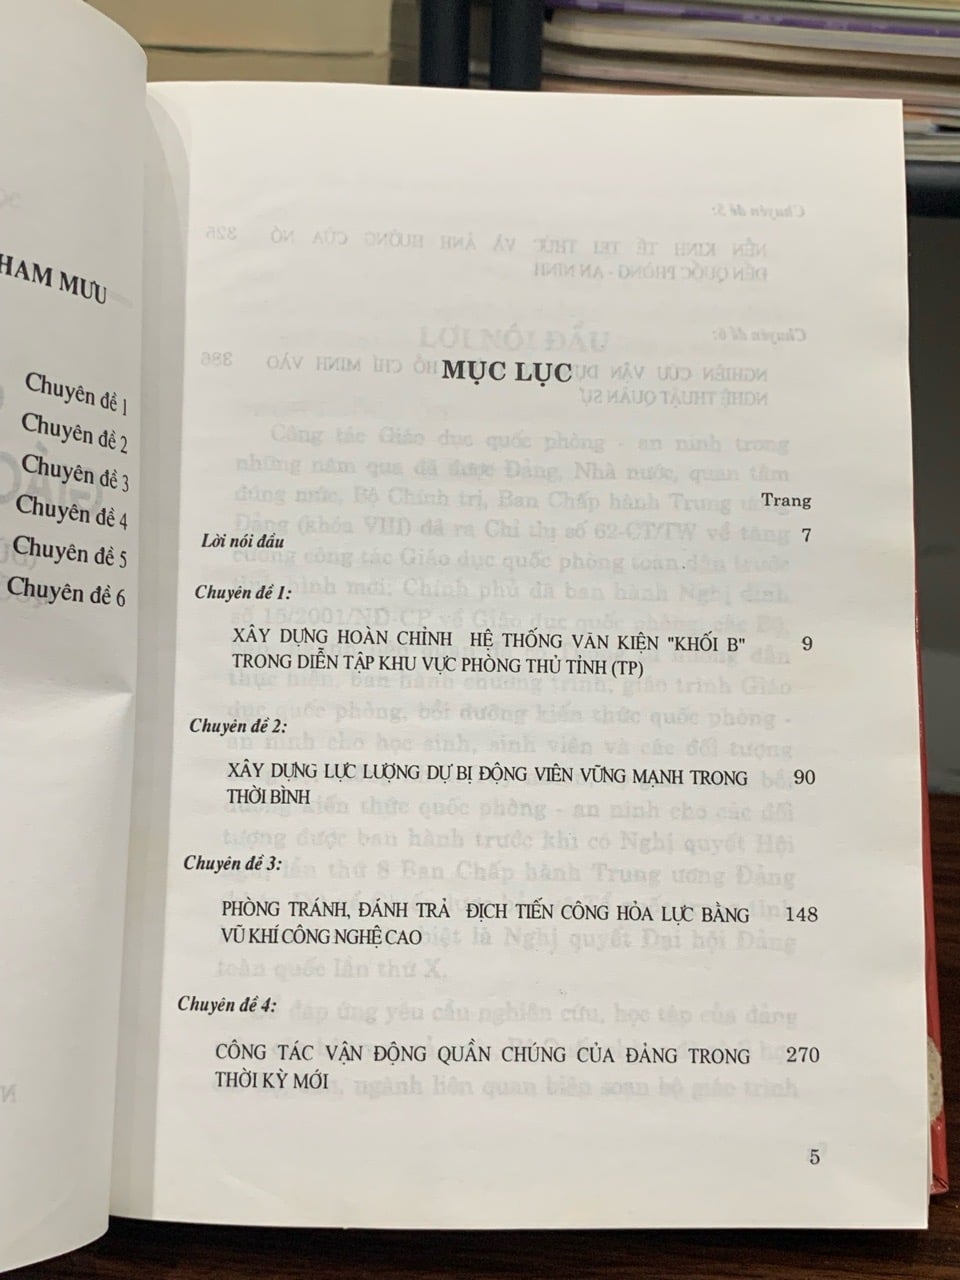 HAM MƯU
Chuyên đề 1
Chuyên đề 2
Chuyên đề 3
Chuyên đề 4
Chuyên đề 5
Chuyên đề 6
MỤC LỤC
Trang
Lời nói đầu 7
Chuyên đề 1:
XÂY DỰNG HOÀN CHỈNH HỆ THỐNG VĂN KIỆN "KHỐI B" 9
TRONG DIỄN TẬP KHU VỰC PHÒNG THỦ TỈNH (TP)
Chuyên đề 2:
XÂY DỰNG LỰC LƯỢNG DỰ BỊ ĐỘNG VIÊN VỮNG MẠNH TRONG 90
THỜI BÌNH
Chuyên đề 3:
PHÒNG TRÁNH, ĐÁNH TRẢ ĐỊCH TIẾN CÔNG HỎA LỰC BẰNG 148
VŨ KHÍ CÔNG NGHỆ CAO
Chuyên đề 4:
CÔNG TÁC VẬN ĐỘNG QUẦN CHÚNG CỦA ĐẢNG TRONG 270
THỜI KỲ MỚI
5